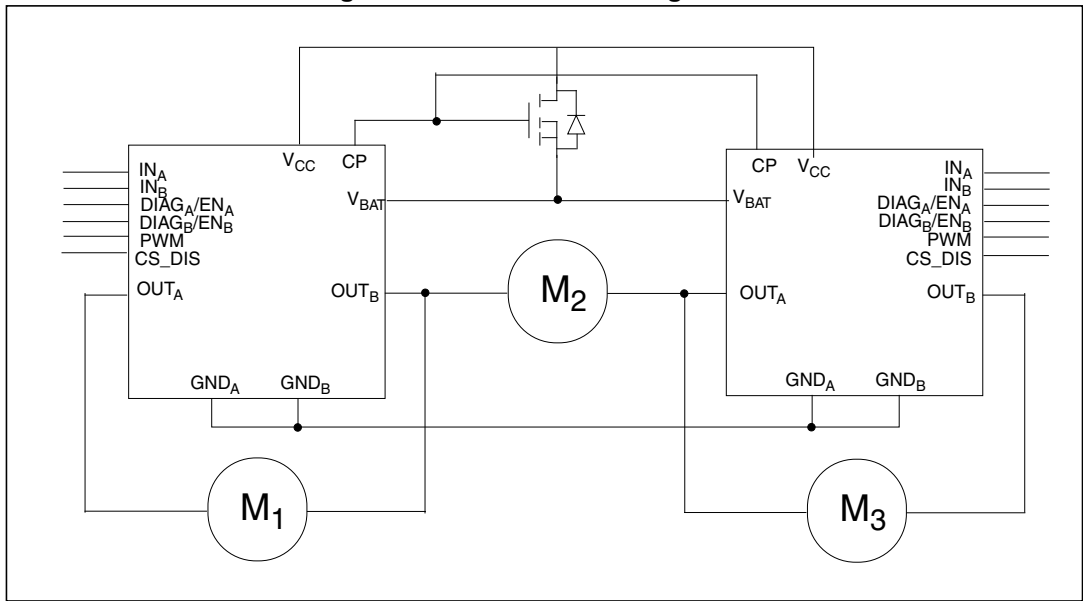 V_CC
CP
IN_A
IN_B
DIAG_A/EN_A
DIAG_B/EN_B
PWM
CS_DIS
OUT_A
V_BAT
OUT_B
GND_A
GND_B
M_1
M_2
CP
V_CC
V_BAT
IN_A
IN_B
DIAG_A/EN_A
DIAG_B/EN_B
PWM
CS_DIS
OUT_A
OUT_B
GND_A
GND_B
M_3